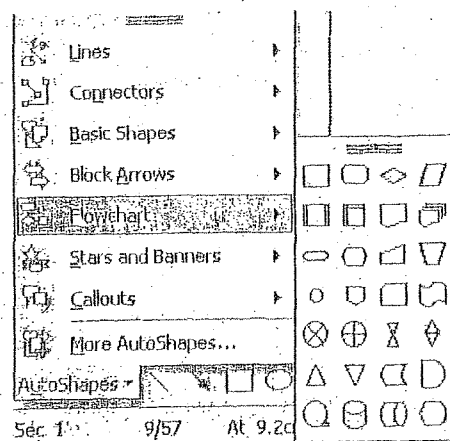 Lines
Connectors
Basic Shapes
Block Arrows
Flowchart
Stars and Banners
Callouts
More AutoShapes...
AutoShapes
Sec 1 9/57 At 9.2c